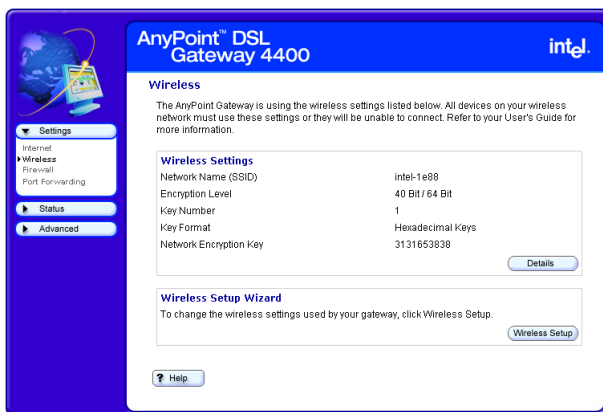 AnyPoint™ DSL
Gateway 4400
intel.
Settings
Internet
Wireless
Firewall
Port Forwarding
Status
Advanced
Wireless
The AnyPoint Gateway is using the wireless settings listed below. All devices on your wireless
network must use these settings or they will be unable to connect. Refer to your User's Guide for
more information.
Wireless Settings
Network Name (SSID) intel-1e88
Encryption Level 40 Bit / 64 Bit
Key Number 1
Key Format Hexadecimal Keys
Network Encryption Key 3131653838
Details
Wireless Setup Wizard
To change the wireless settings used by your gateway, click Wireless Setup.
Wireless Setup
? Help